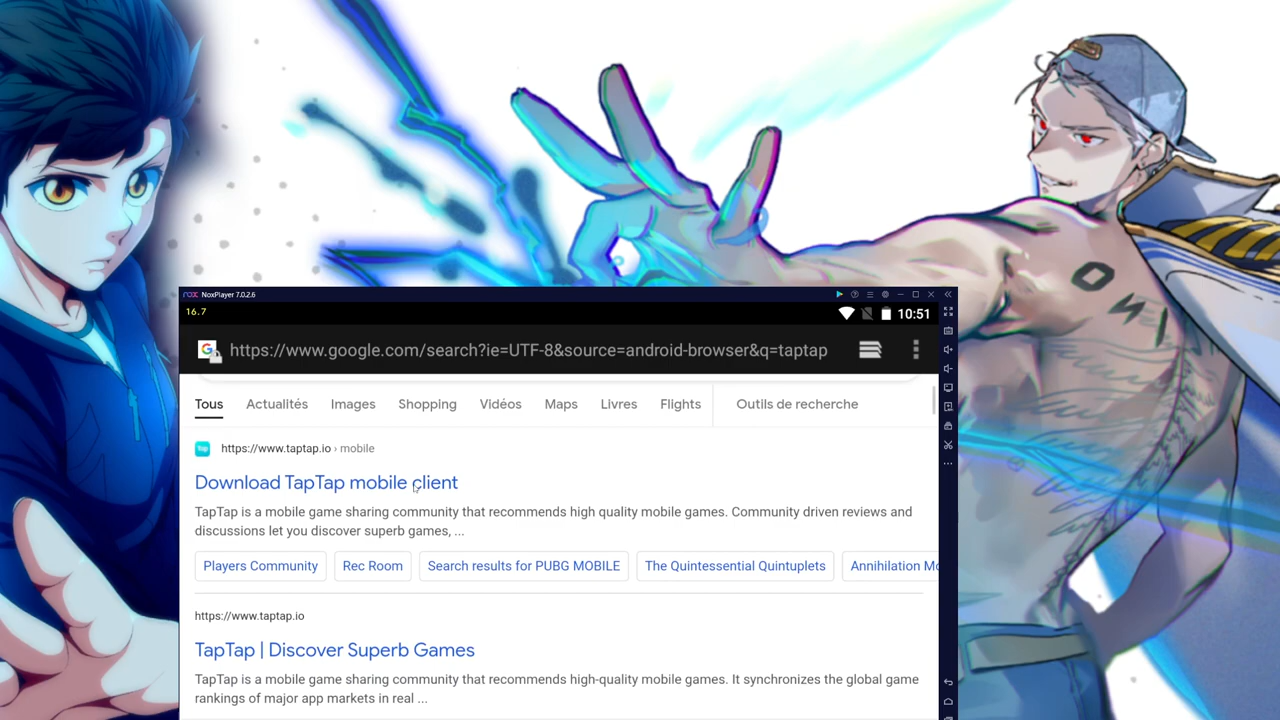 nox NoxPlayer 7.0.2.6
16.7
10:51
https://www.google.com/search?ie=UTF-8&source=android-browser&q=taptap
Tous Actualités Images Shopping Vidéos Maps Livres Flights Outils de recherche
Tap https://www.taptap.io › mobile
Download TapTap mobile client
TapTap is a mobile game sharing community that recommends high quality mobile games. Community driven reviews and
discussions let you discover superb games, ...
Players Community Rec Room Search results for PUBG MOBILE The Quintessential Quintuplets Annihilation Mo
https://www.taptap.io
TapTap | Discover Superb Games
TapTap is a mobile game sharing community that recommends high-quality mobile games. It synchronizes the global game
rankings of major app markets in real ...